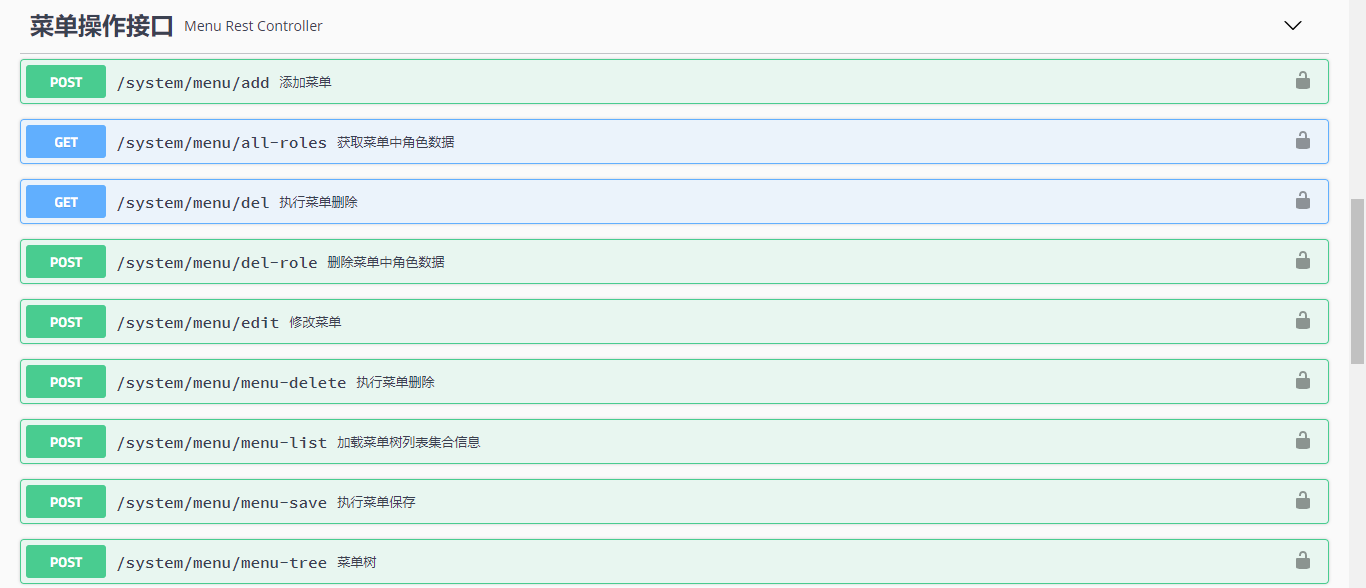 菜单操作接口 Menu Rest Controller
POST /system/menu/add 添加菜单
GET /system/menu/all-roles 获取菜单中角色数据
GET /system/menu/del 执行菜单删除
POST /system/menu/del-role 删除菜单中角色数据
POST /system/menu/edit 修改菜单
POST /system/menu/menu-delete 执行菜单删除
POST /system/menu/menu-list 加载菜单树列表集合信息
POST /system/menu/menu-save 执行菜单保存
POST /system/menu/menu-tree 菜单树